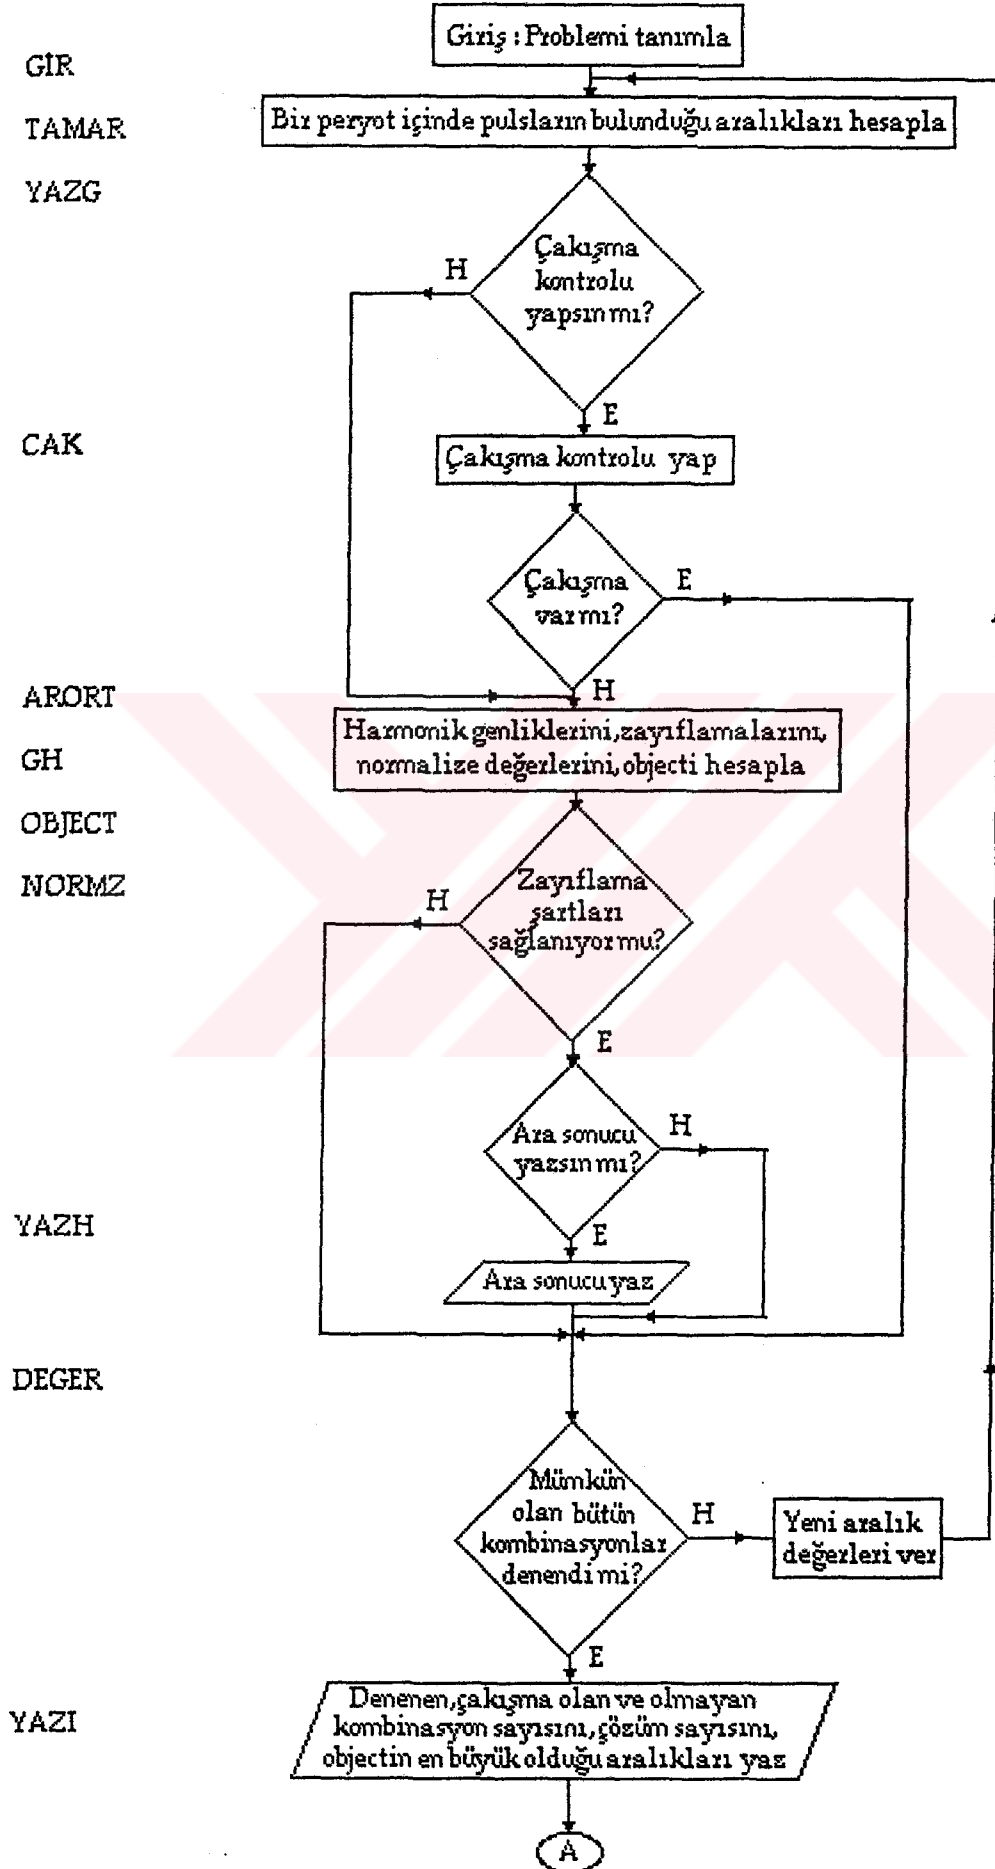 Giriş : Problemi tanımla
GİR
TAMAR
Bir peryot içinde pulsların bulunduğu aralıkları hesapla
YAZG
Çakışma
H
kontrolu
yapsın mı?
E
CAK
Çakışma kontrolu yap
Çakışma
E
var mı?
ARORT
H
Harmonik genliklerini, zayıflamalarını,
GH
normalize değerlerini, objecti hesapla
OBJECT
NORMZ
Zayıflama
H
şartları
sağlanıyor mu?
E
Ara sonucu
H
yazsın mı?
YAZH
E
Ara sonucu yaz
DEGER
Mümkün
olan bütün
H
kombinasyonlar
denendi mi?
Yeni aralık
değerleri ver
E
YAZI
Denenen, çakışma olan ve olmayan
kombinasyon sayısını, çözüm sayısını,
objectin en büyük olduğu aralıkları yaz
A